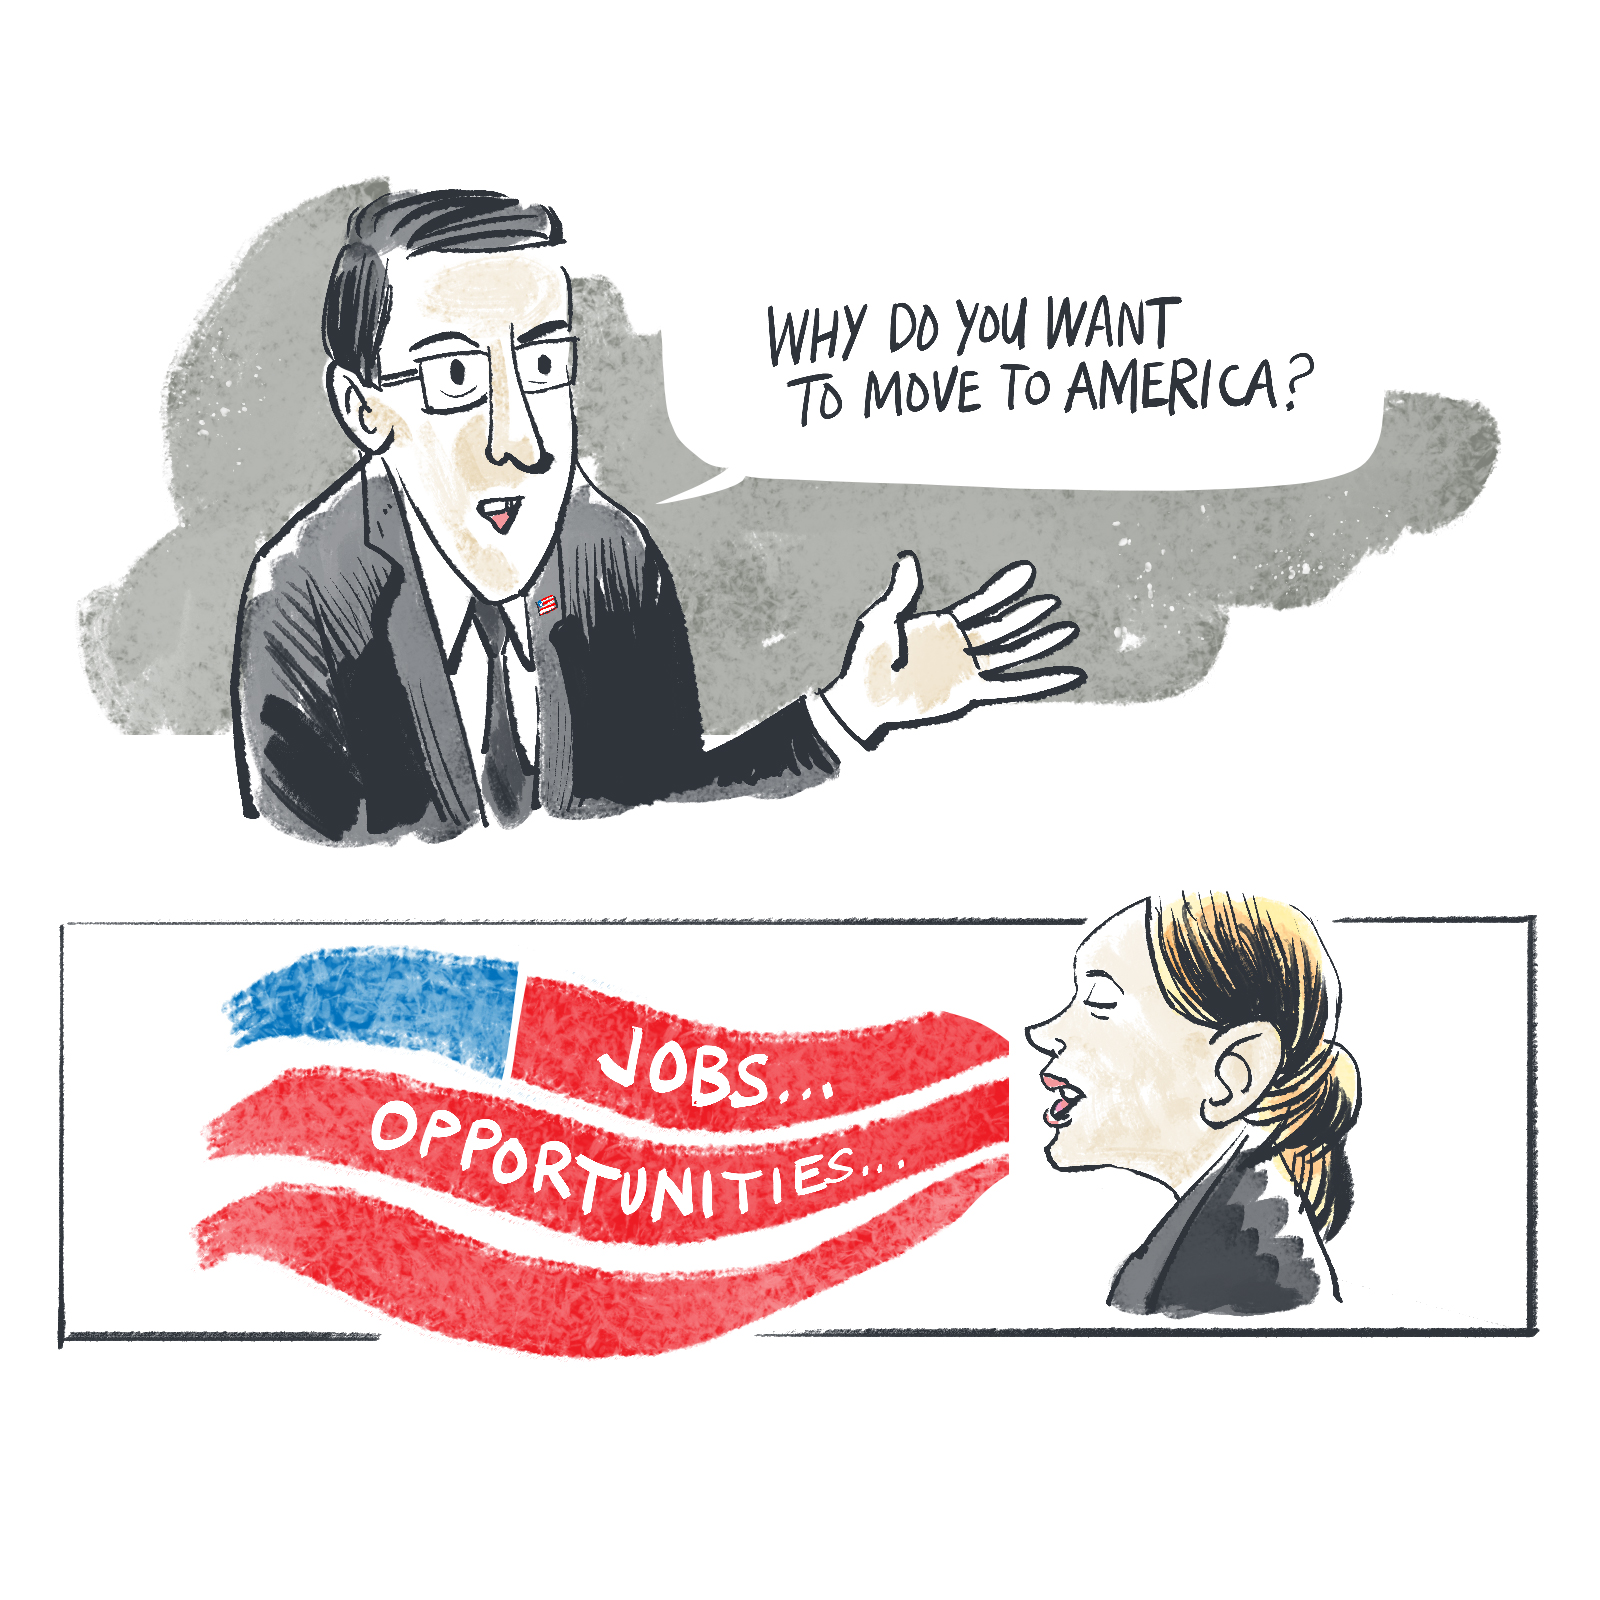 WHY DO YOU WANT
TO MOVE TO AMERICA?
JOBS...
OPPORTUNITIES...